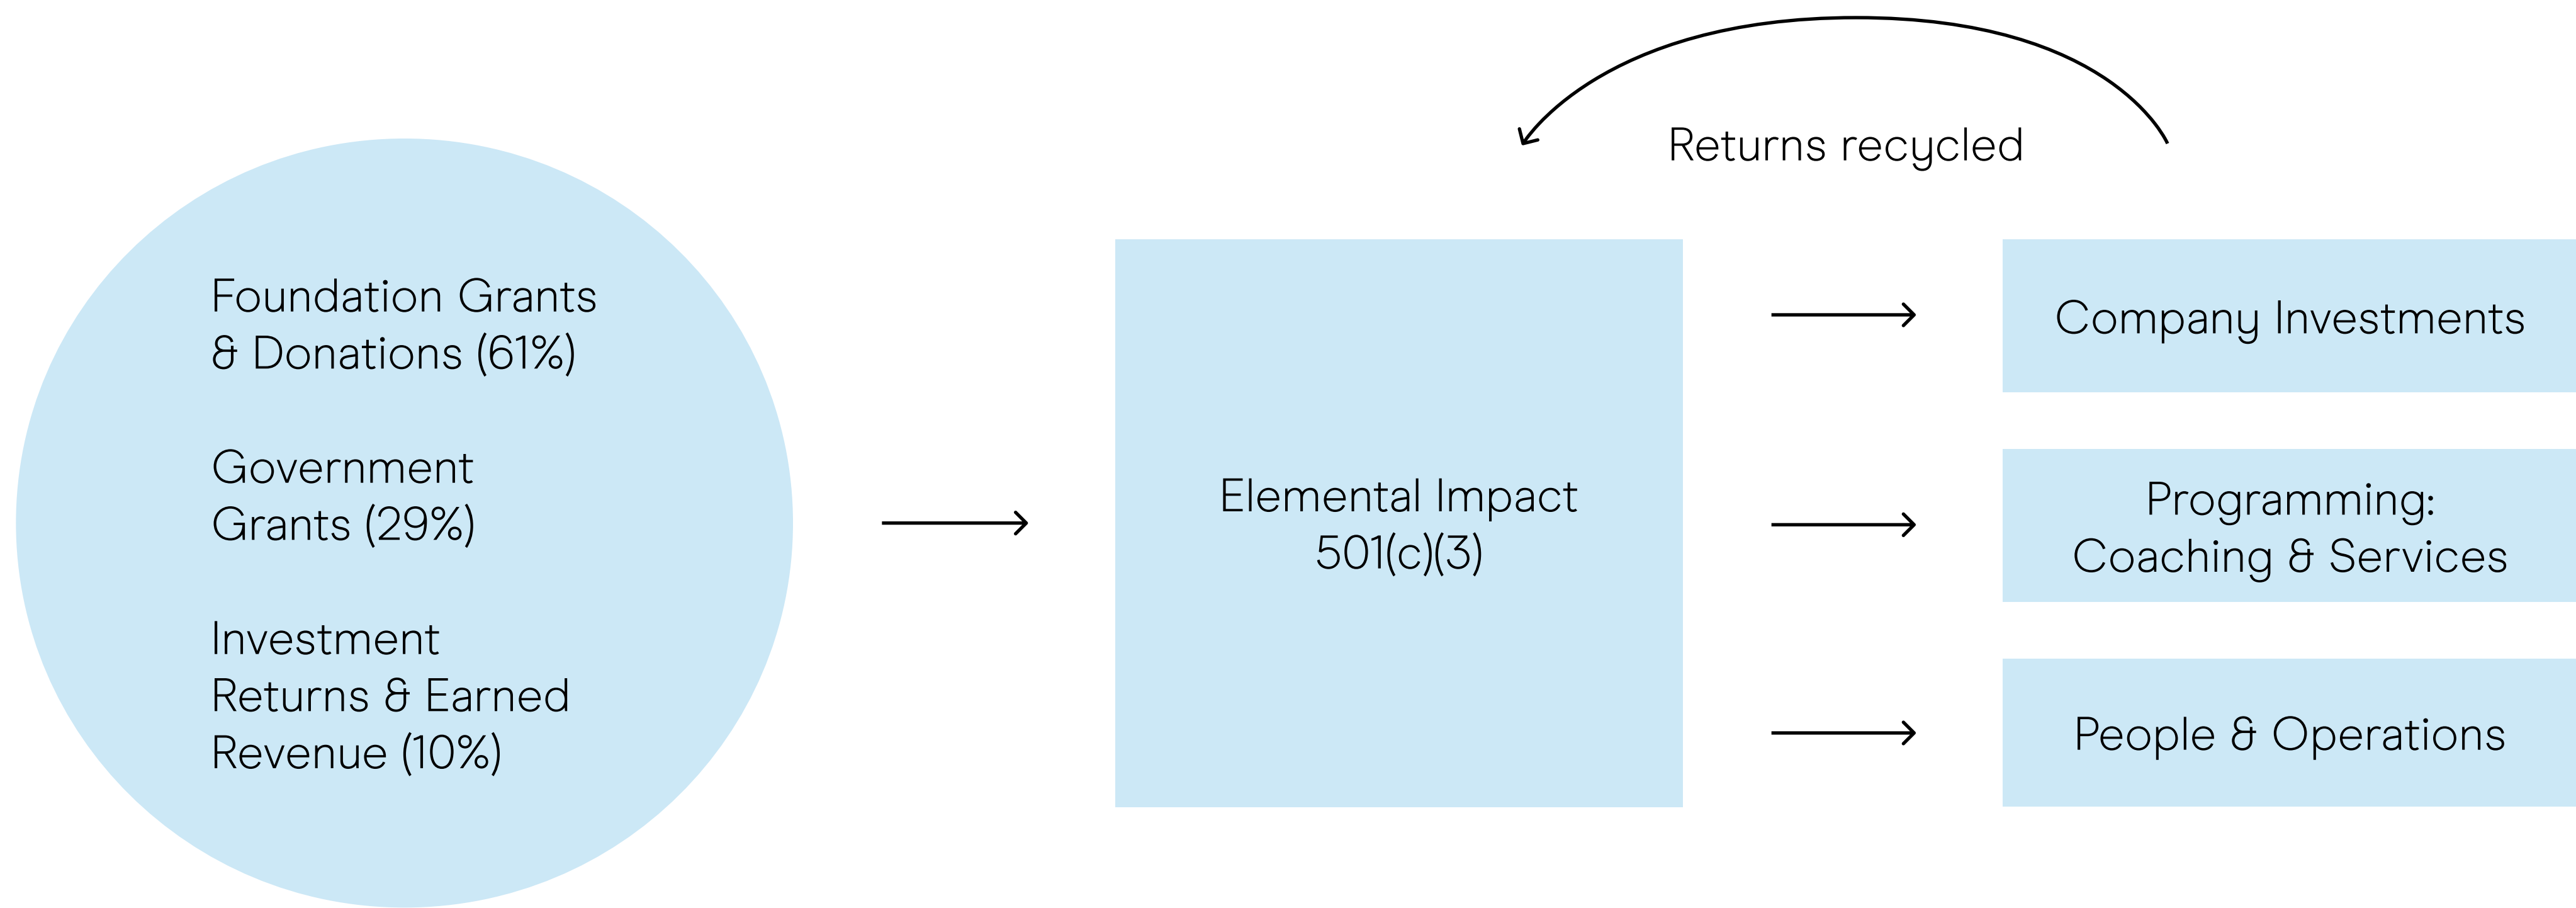 Returns recycled
Foundation Grants
& Donations (61%)
Government
Grants (29%)
Investment
Returns & Earned
Revenue (10%)
Elemental Impact
501(c)(3)
Company Investments
Programming:
Coaching & Services
People & Operations